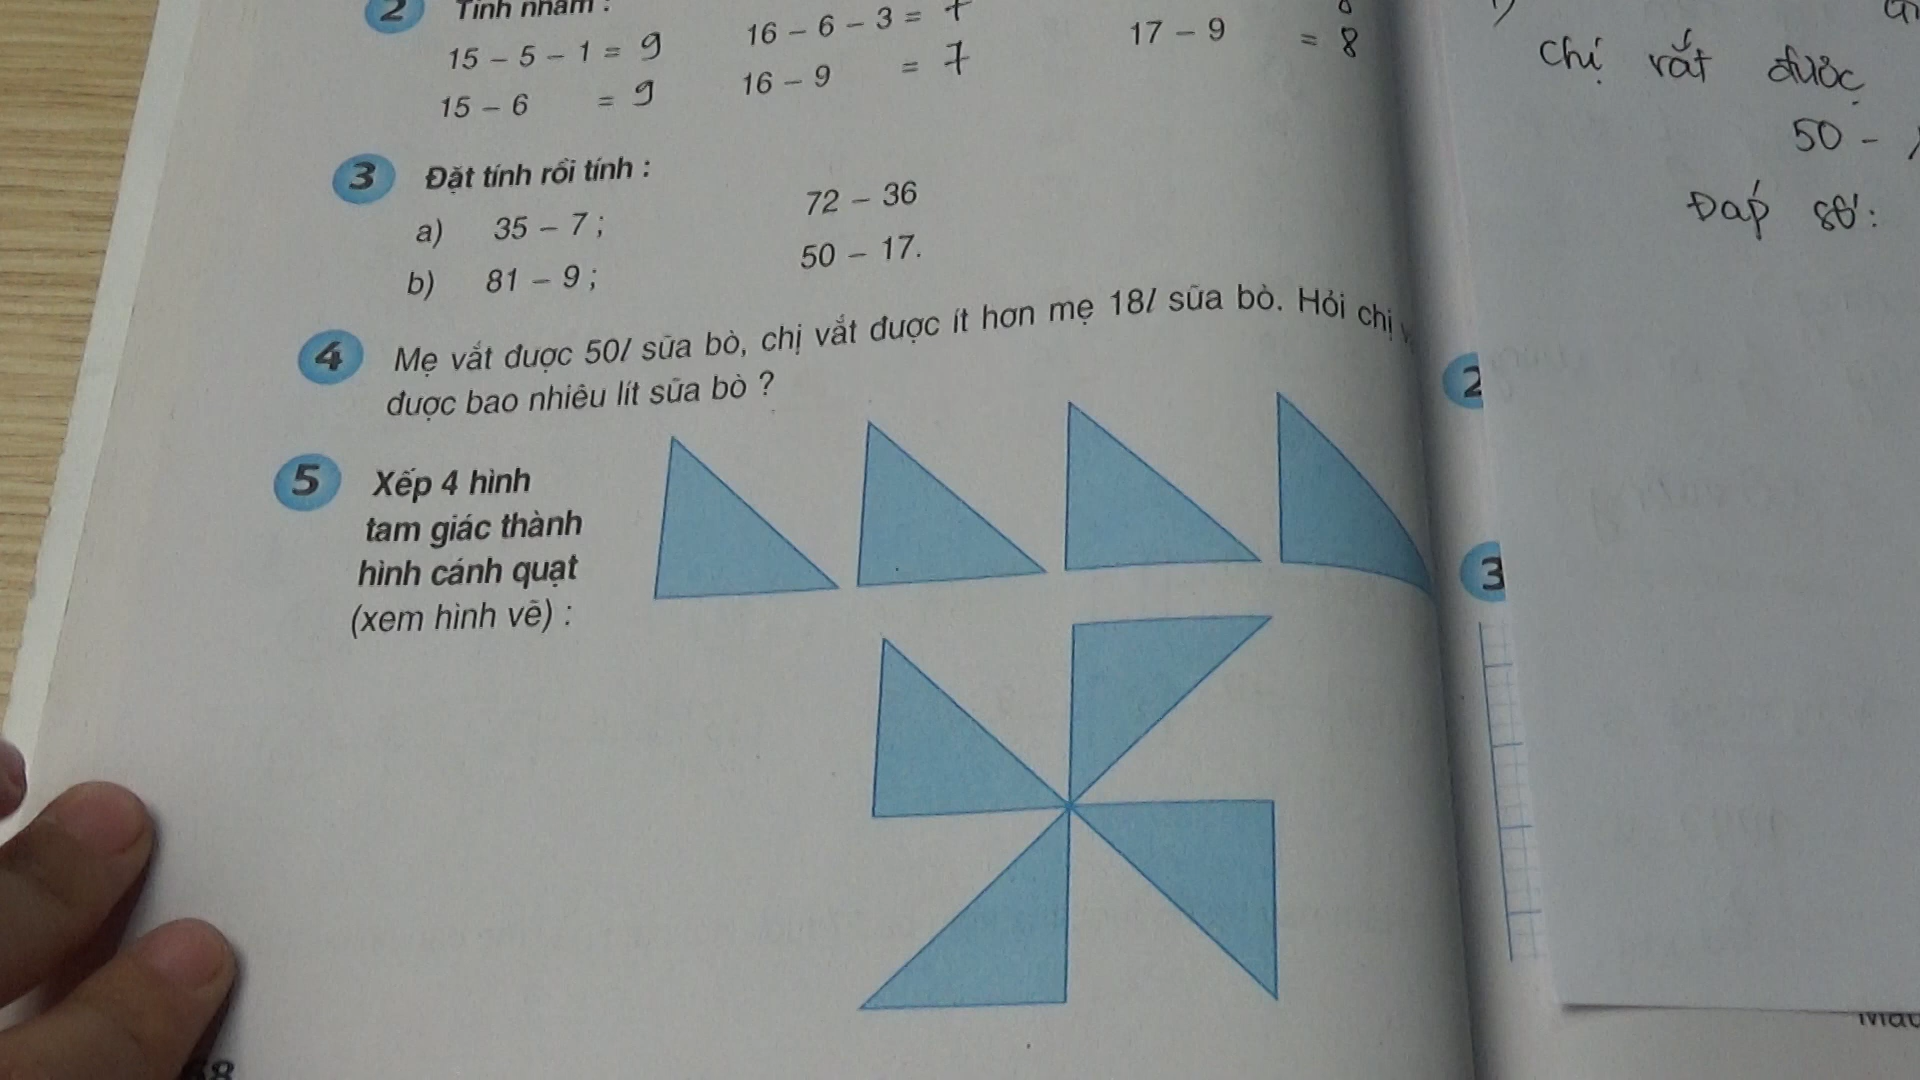 2 Tính nhẩm :
15 – 5 – 1 = 9
16 – 6 – 3 = 7
15 – 6 = 9
16 – 9 = 7
17 – 9 = 8
3 Đặt tính rồi tính :
a) 35 – 7 ; 72 – 36
b) 81 – 9 ; 50 – 17.
4 Mẹ vắt được 50l sữa bò, chị vắt được ít hơn mẹ 18l sữa bò. Hỏi chị
được bao nhiêu lít sữa bò ?
5 Xếp 4 hình
tam giác thành
hình cánh quạt
(xem hình vẽ) :
chị vắt được
50 -
Đáp số:
2
3